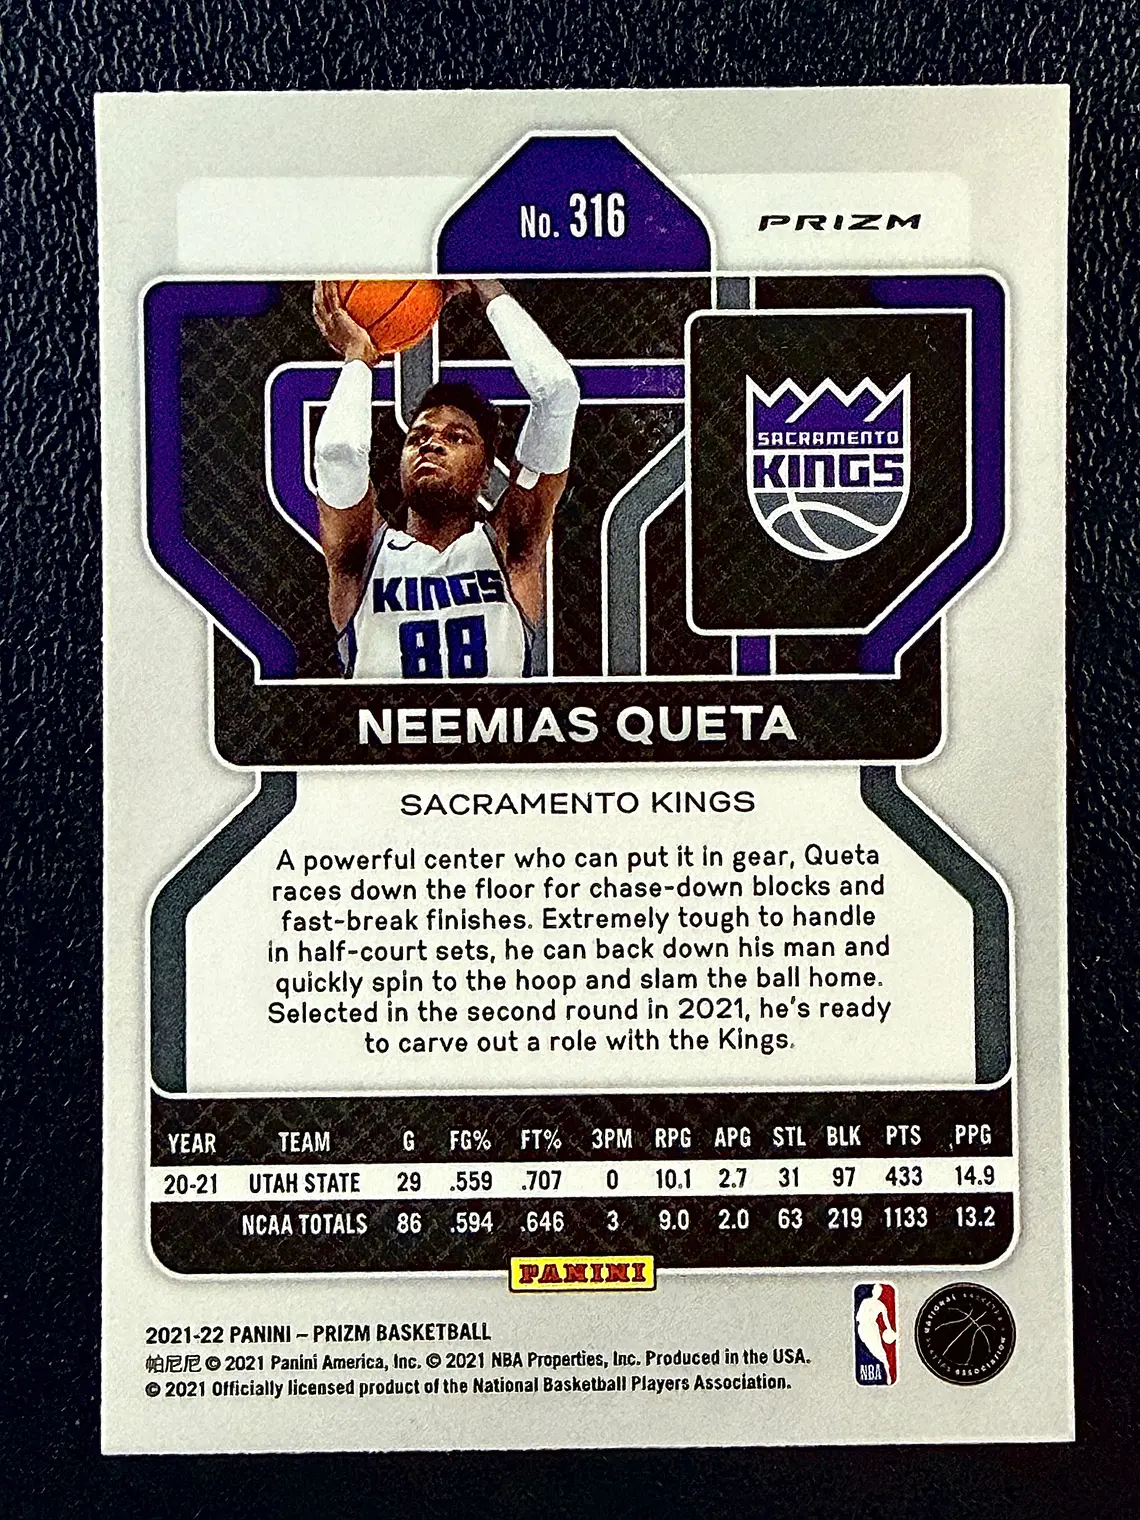 No. 316
PRIZM
SACRAMENTO
KINGS
KINGS
88
NEEMIAS QUETA
SACRAMENTO KINGS
A powerful center who can put it in gear, Queta
races down the floor for chase-down blocks and
fast-break finishes. Extremely tough to handle
in half-court sets, he can back down his man and
quickly spin to the hoop and slam the ball home.
Selected in the second round in 2021, he's ready
to carve out a role with the Kings.
YEAR TEAM G FG% FT% 3PM RPG APG STL BLK PTS PPG
20-21 UTAH STATE 29 .559 .707 0 10.1 2.7 31 97 433 14.9
NCAA TOTALS 86 .594 .646 3 9.0 2.0 63 219 1133 13.2
PANINI
2021-22 PANINI – PRIZM BASKETBALL
帕尼尼 © 2021 Panini America, Inc. © 2021 NBA Properties, Inc. Produced in the USA.
© 2021 Officially licensed product of the National Basketball Players Association.
NBA
NATIONAL BASKETBALL
PLAYERS ASSOCIATION